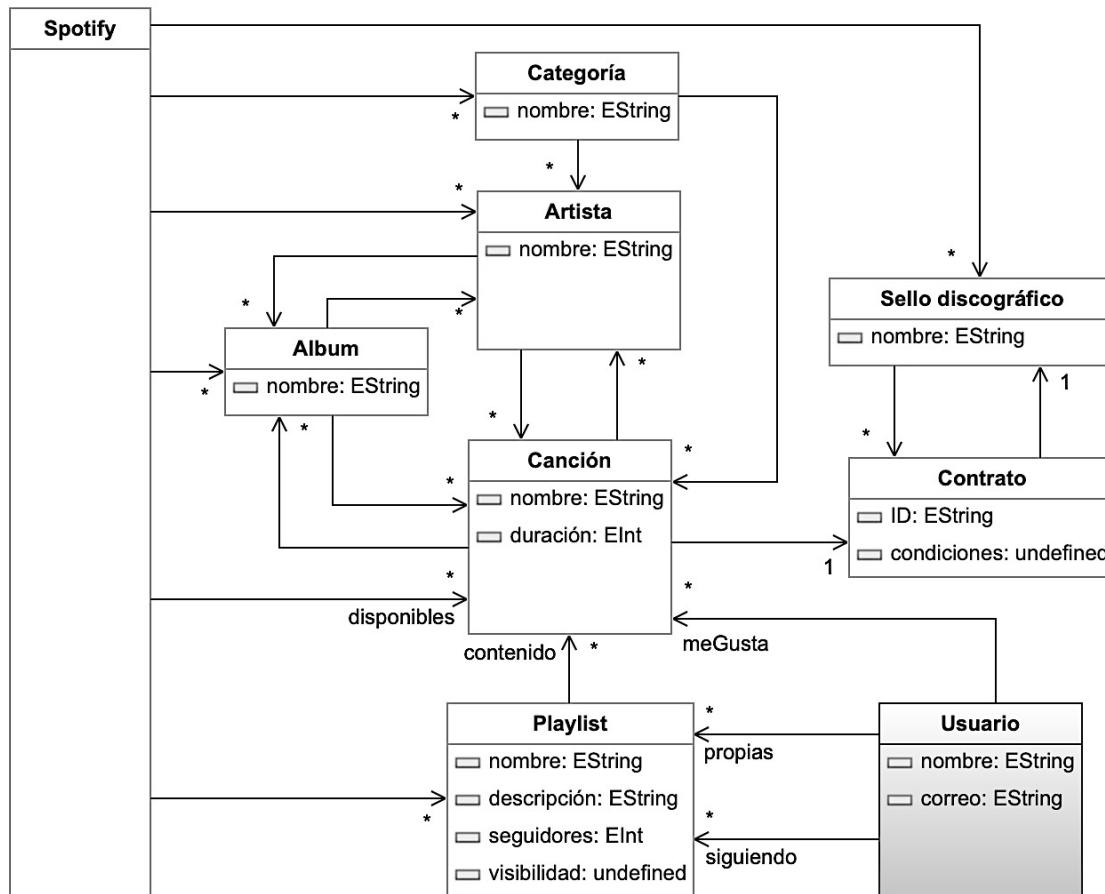 Spotify
Categoría
nombre: EString
*
*
*
Artista
nombre: EString
*
*
*
Sello discográfico
nombre: EString
Album
nombre: EString
*
*
*
*
1
*
*
*
Canción
nombre: EString
duración: EInt
*
Contrato
ID: EString
condiciones: undefined
1
*
disponibles
*
meGusta
contenido
*
Playlist
nombre: EString
descripción: EString
seguidores: EInt
visibilidad: undefined
*
*
propias
*
siguiendo
Usuario
nombre: EString
correo: EString